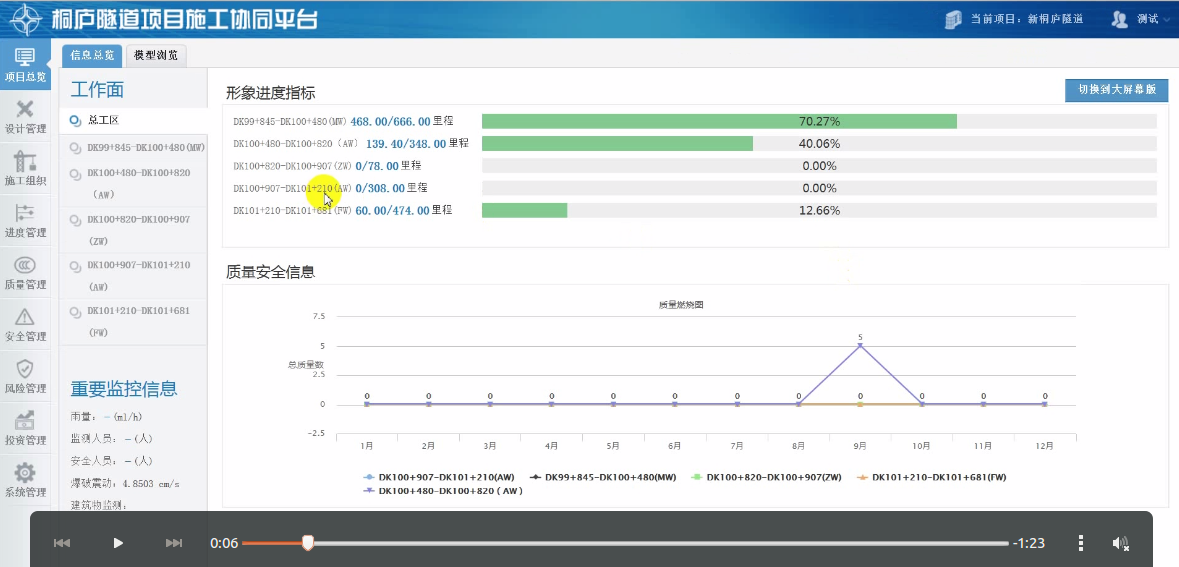 桐庐隧道项目施工协同平台
当前项目：新桐庐隧道
测试
项目总览
设计管理
施工组织
进度管理
质量管理
安全管理
风险管理
投资管理
系统管理
信息总览
模型浏览
工作面
总工区
DK99+845-DK100+480(MW)
DK100+480-DK100+820
（AW）
DK100+820-DK100+907
(ZW)
DK100+907-DK101+210
(AW)
DK101+210-DK101+681
(FW)
重要监控信息
雨量：-(ml/h)
监测人员：-(人)
安全人员：-(人)
爆破震动：4.8503 cm/s
建筑物监测：
形象进度指标
切换到大屏幕版
DK99+845-DK100+480(MW) 468.00/666.00 里程 70.27%
DK100+480-DK100+820（AW） 139.40/348.00 里程 40.06%
DK100+820-DK100+907(ZW) 0/78.00 里程 0.00%
DK100+907-DK101+210(AW) 0/308.00 里程 0.00%
DK101+210-DK101+681(FW) 60.00/474.00 里程 12.66%
质量安全信息
质量燃烧图
7.5
5
总质量数
2.5
0
-2.5
5
0 0 0 0 0 0 0 0 0 0 0 0
1月 2月 3月 4月 5月 6月 7月 8月 9月 10月 11月 12月
DK100+907-DK101+210(AW) DK99+845-DK100+480(MW) DK100+820-DK100+907(ZW) DK101+210-DK101+681(FW)
DK100+480-DK100+820（AW）
0:06
-1:23